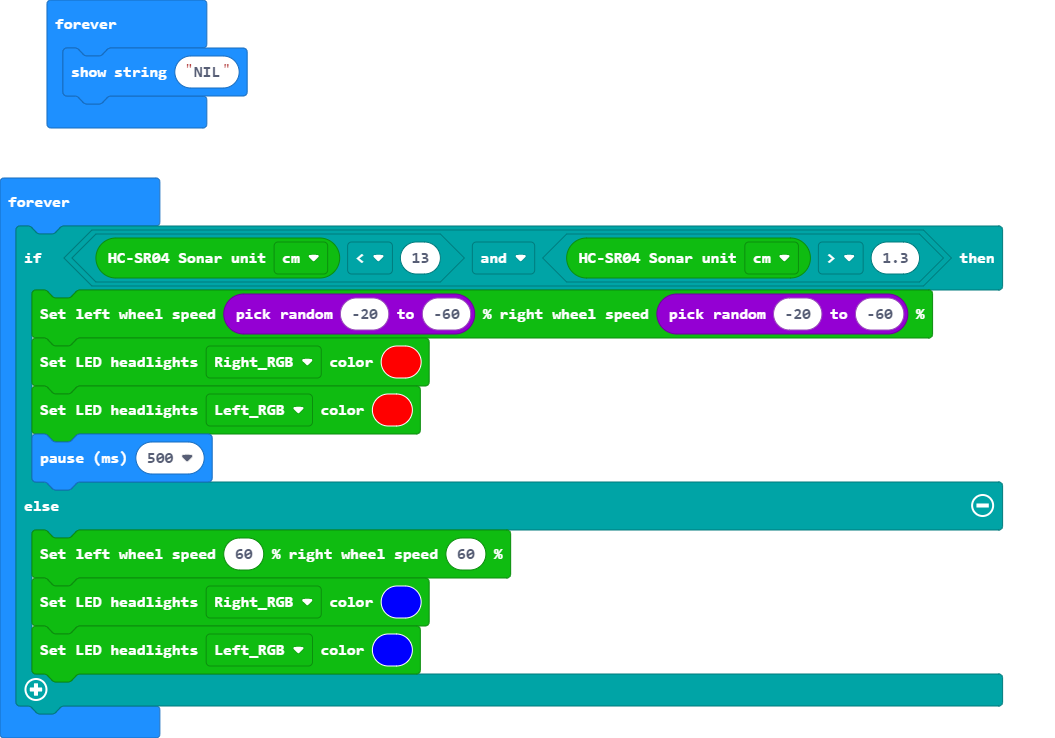 forever
show string "NIL"
forever
if HC-SR04 Sonar unit cm < 13 and HC-SR04 Sonar unit cm > 1.3 then
Set left wheel speed pick random -20 to -60 % right wheel speed pick random -20 to -60 %
Set LED headlights Right_RGB color
Set LED headlights Left_RGB color
pause (ms) 500
else
Set left wheel speed 60 % right wheel speed 60 %
Set LED headlights Right_RGB color
Set LED headlights Left_RGB color